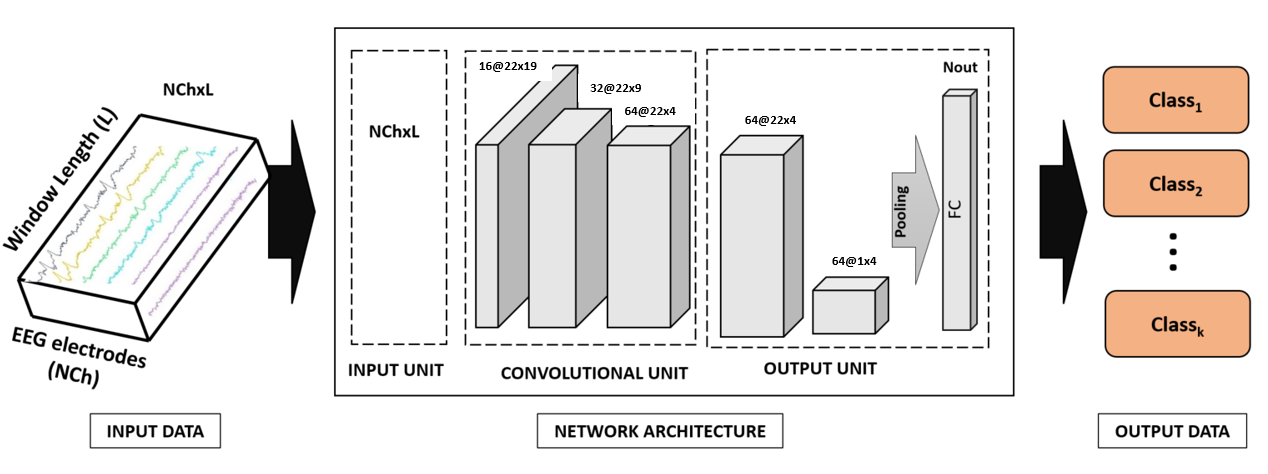 NChxL
Window Length (L)
EEG electrodes
(NCh)
INPUT DATA
NChxL
INPUT UNIT
16@22x19
32@22x9
64@22x4
CONVOLUTIONAL UNIT
64@22x4
64@1x4
Pooling
Nout
FC
OUTPUT UNIT
NETWORK ARCHITECTURE
Class1
Class2
Classk
OUTPUT DATA